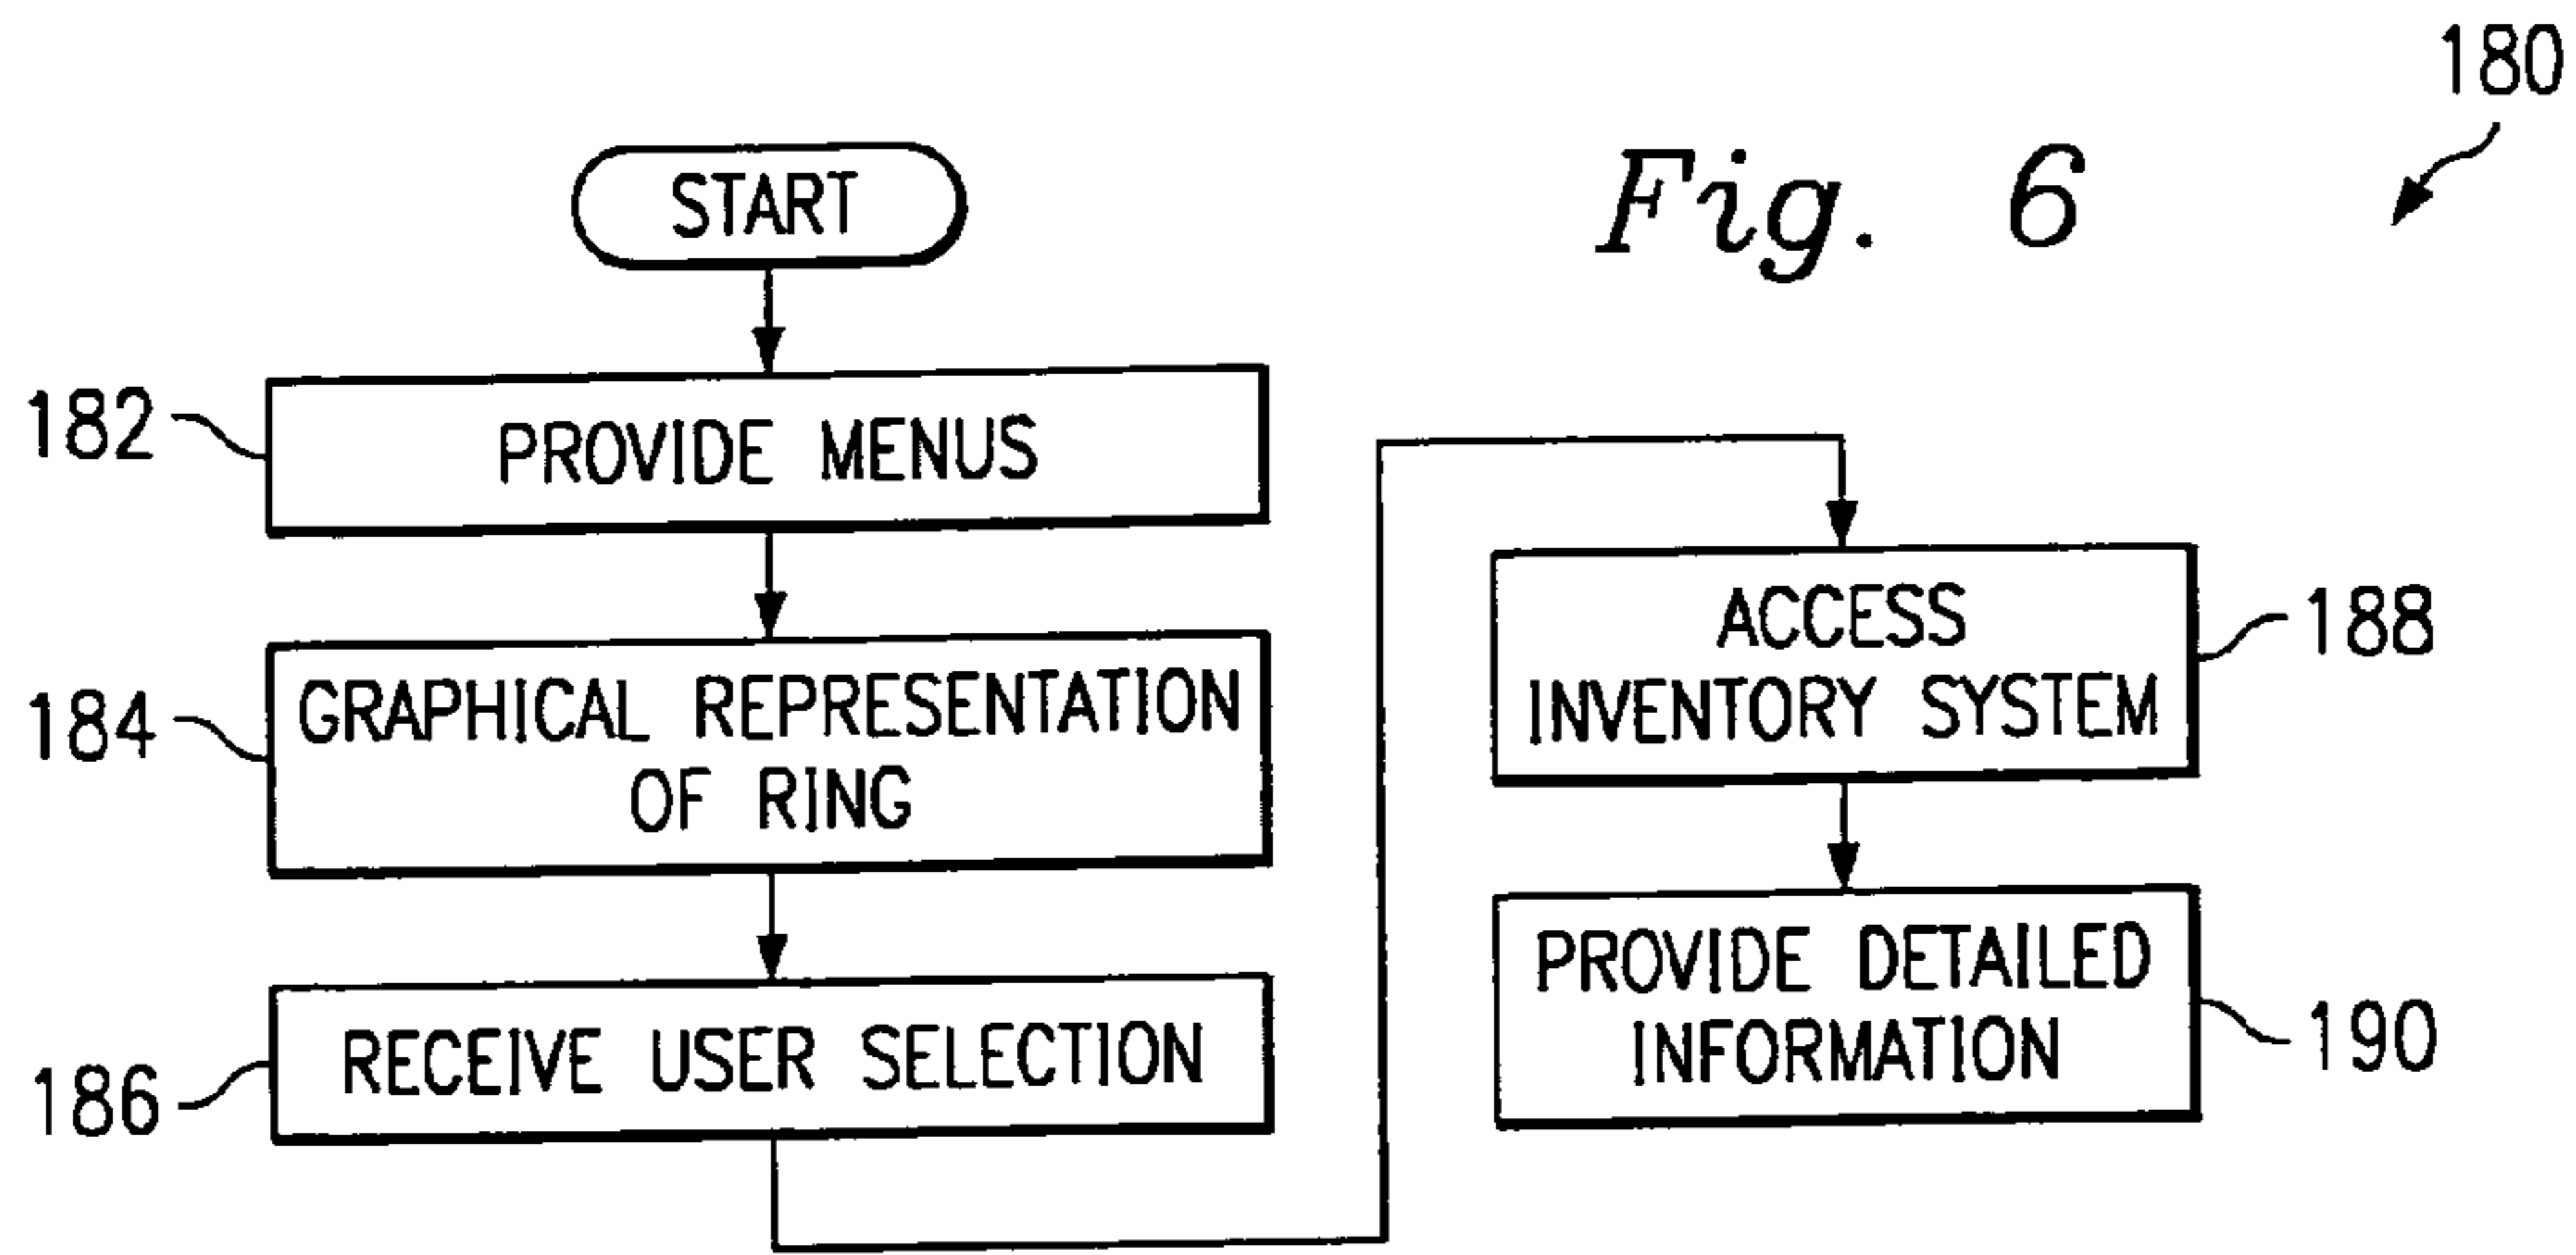 180
Fig. 6
START
182
PROVIDE MENUS
184
GRAPHICAL REPRESENTATION
OF RING
186
RECEIVE USER SELECTION
ACCESS
INVENTORY SYSTEM
188
PROVIDE DETAILED
INFORMATION
190